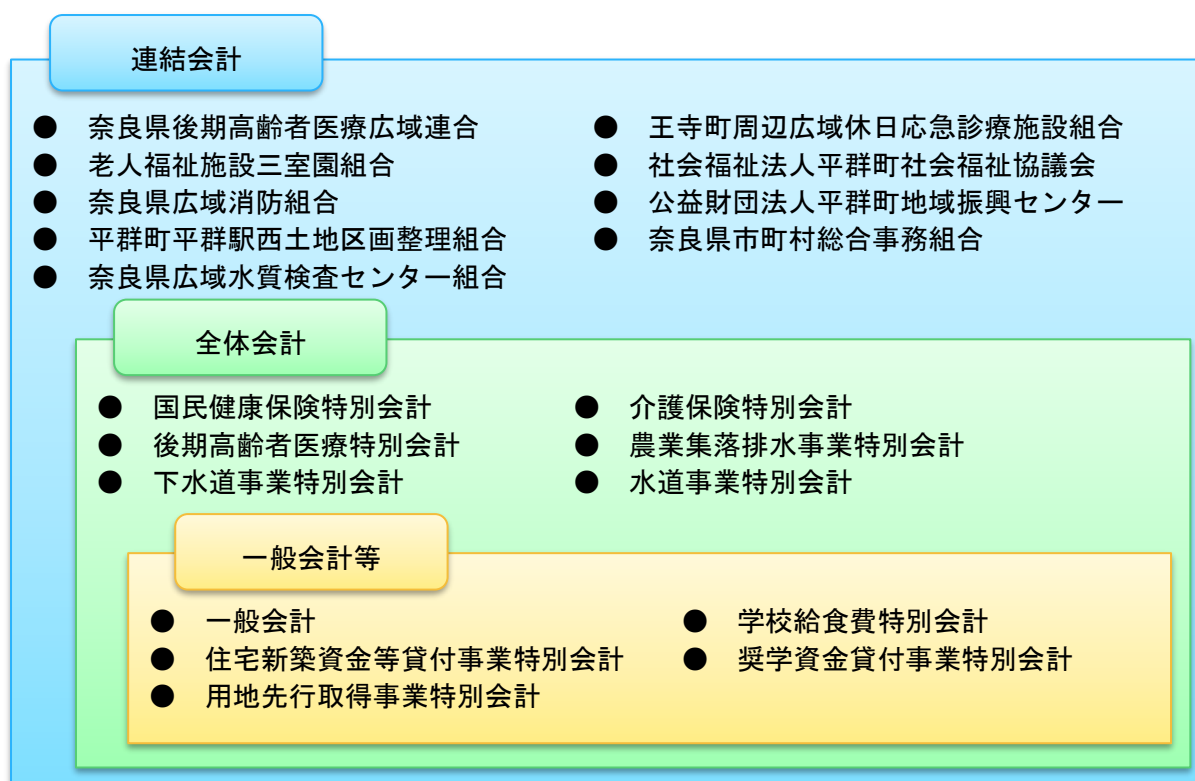 連結会計
● 奈良県後期高齢者医療広域連合
● 老人福祉施設三室園組合
● 奈良県広域消防組合
● 平群町平群駅西土地区画整理組合
● 奈良県広域水質検査センター組合
● 王寺町周辺広域休日応急診療施設組合
● 社会福祉法人平群町社会福祉協議会
● 公益財団法人平群町地域振興センター
● 奈良県市町村総合事務組合
全体会計
● 国民健康保険特別会計
● 後期高齢者医療特別会計
● 下水道事業特別会計
● 介護保険特別会計
● 農業集落排水事業特別会計
● 水道事業特別会計
一般会計等
● 一般会計
● 住宅新築資金等貸付事業特別会計
● 用地先行取得事業特別会計
● 学校給食費特別会計
● 奨学資金貸付事業特別会計